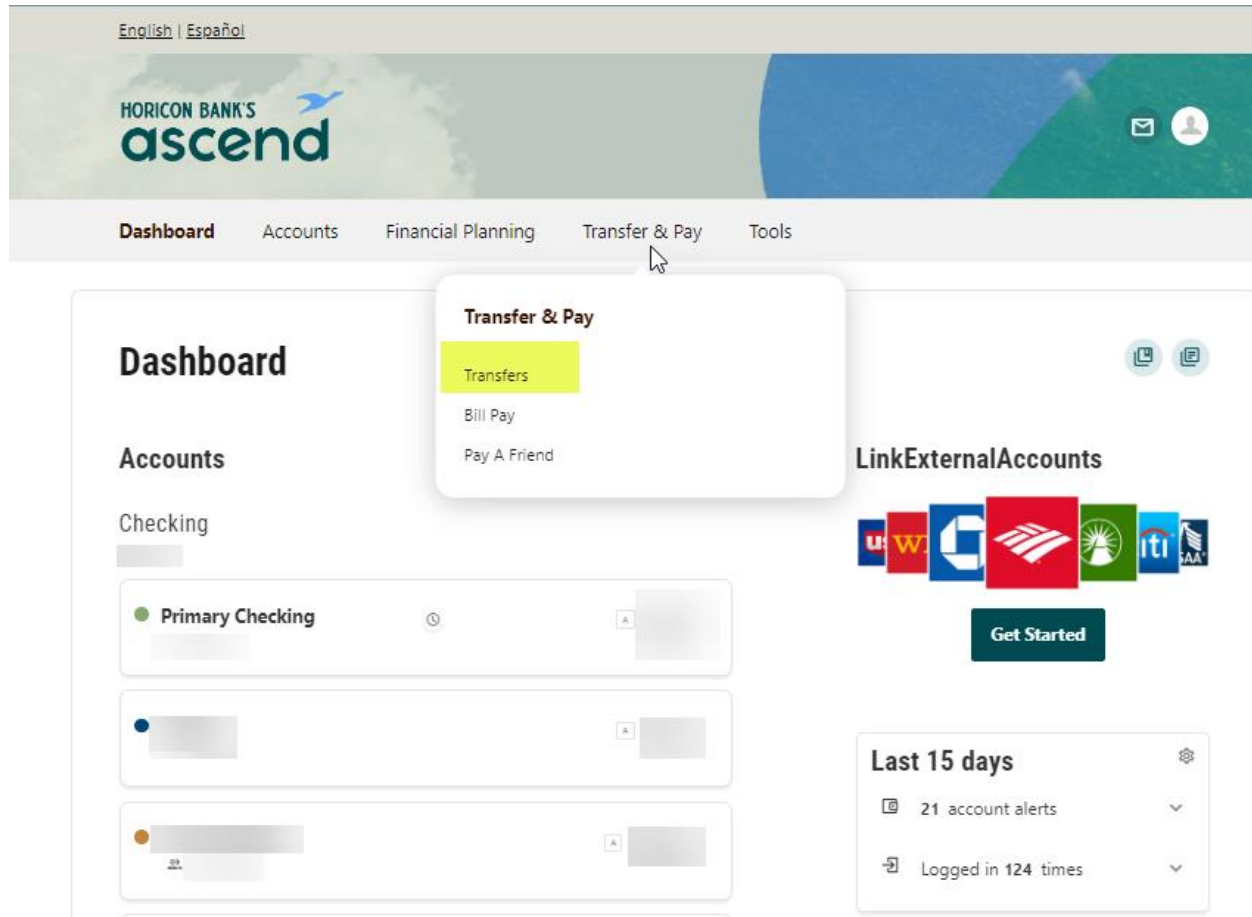 English | Español
HORICON BANK'S
ascend
Dashboard Accounts Financial Planning Transfer & Pay Tools
Transfer & Pay
Transfers
Bill Pay
Pay A Friend
Dashboard
Accounts
Checking
Primary Checking
A
A
A
LinkExternalAccounts
citi
Get Started
Last 15 days
21 account alerts
Logged in 124 times